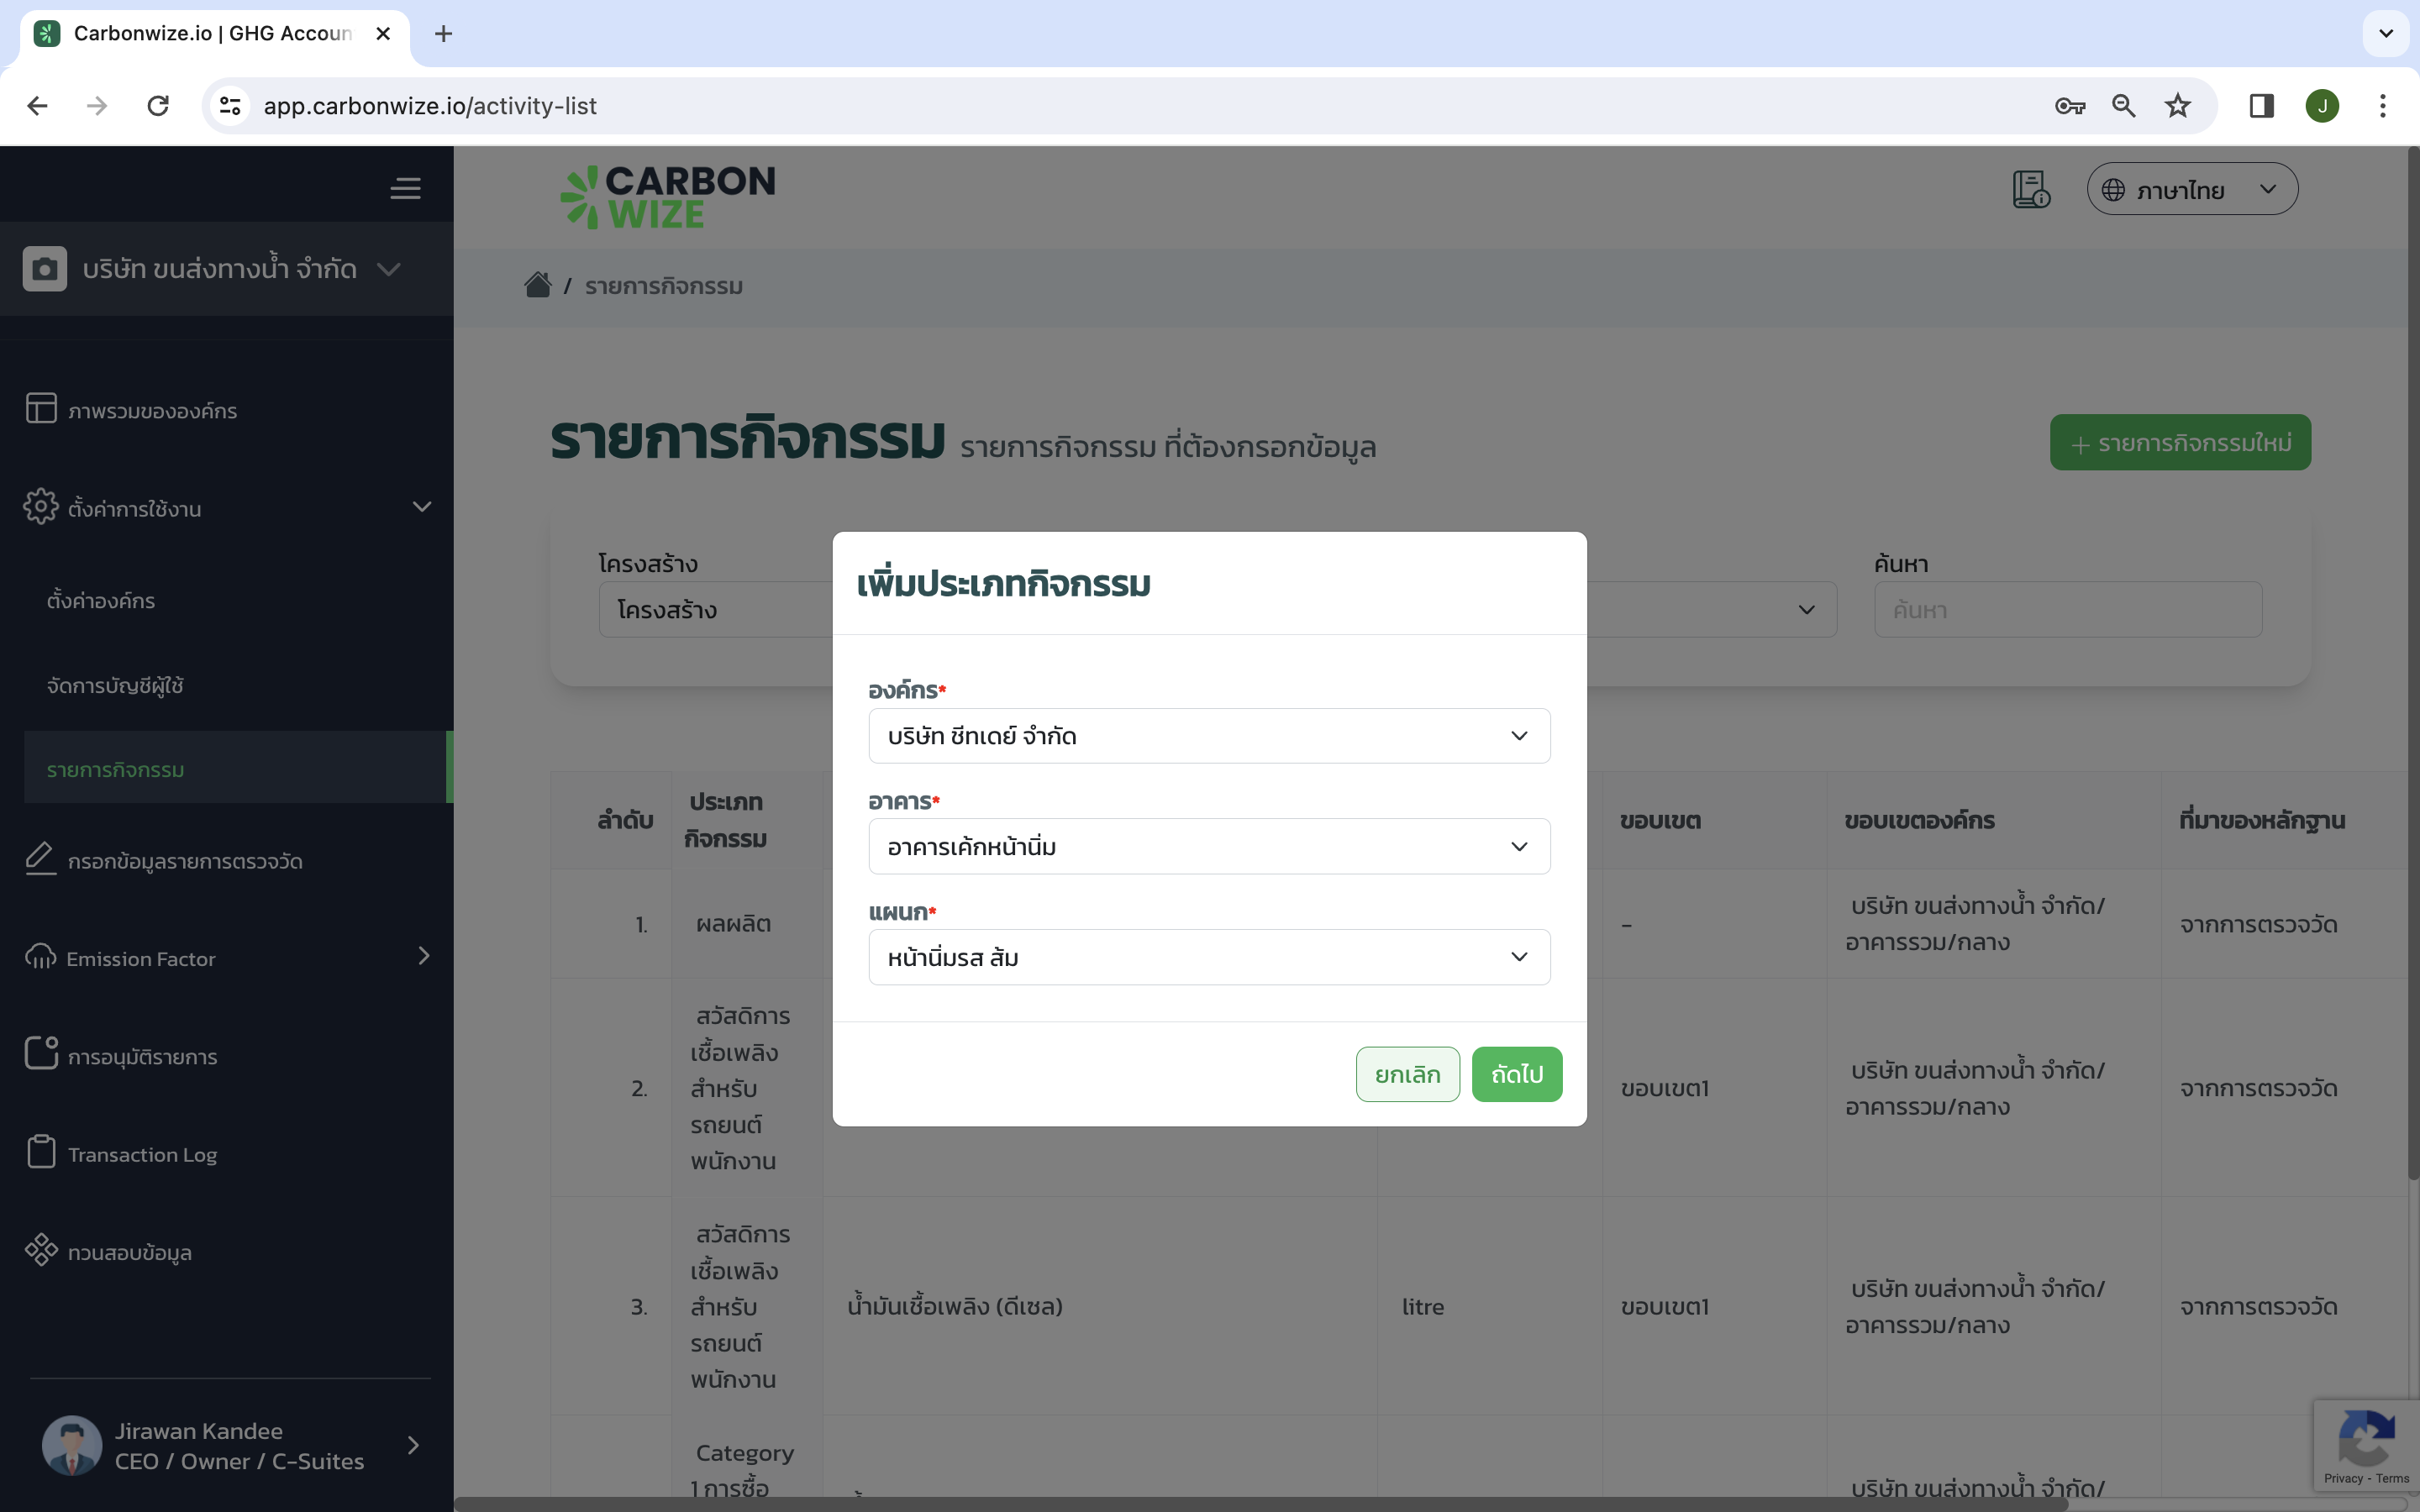 Carbonwize.io | GHG Accoun
app.carbonwize.io/activity-list
J
CARBON
WIZE
ภาษาไทย
บริษัท ขนส่งทางน้ำ จำกัด
/ รายการกิจกรรม
ภาพรวมขององค์กร
ตั้งค่าการใช้งาน
ตั้งค่าองค์กร
จัดการบัญชีผู้ใช้
รายการกิจกรรม
กรอกข้อมูลรายการตรวจวัด
Emission Factor
การอนุมัติรายการ
Transaction Log
ทวนสอบข้อมูล
Jirawan Kandee
CEO / Owner / C-Suites
รายการกิจกรรม รายการกิจกรรม ที่ต้องกรอกข้อมูล
+ รายการกิจกรรมใหม่
โครงสร้าง
โครงสร้าง
ค้นหา
ค้นหา
เพิ่มประเภทกิจกรรม
องค์กร*
บริษัท ชีทเดย์ จำกัด
อาคาร*
อาคารเค้กหน้านิ่ม
แผนก*
หน้านิ่มรส ส้ม
ยกเลิก
ถัดไป
ลำดับ
ประเภท
กิจกรรม
ขอบเขต
ขอบเขตองค์กร
ที่มาของหลักฐาน
1.
ผลผลิต
-
บริษัท ขนส่งทางน้ำ จำกัด/
อาคารรวม/กลาง
จากการตรวจวัด
2.
สวัสดิการ
เชื้อเพลิง
สำหรับ
รถยนต์
พนักงาน
ขอบเขต1
บริษัท ขนส่งทางน้ำ จำกัด/
อาคารรวม/กลาง
จากการตรวจวัด
3.
สวัสดิการ
เชื้อเพลิง
สำหรับ
รถยนต์
พนักงาน
น้ำมันเชื้อเพลิง (ดีเซล)
litre
ขอบเขต1
บริษัท ขนส่งทางน้ำ จำกัด/
อาคารรวม/กลาง
จากการตรวจวัด
Category
1 การซื้อ
บริษัท ขนส่งทางน้ำ จำกัด/
Privacy - Terms